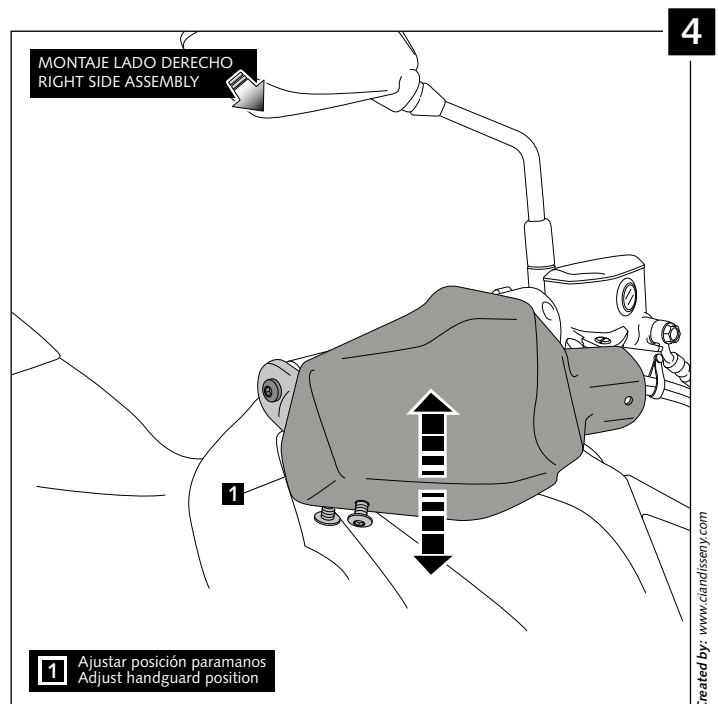 4
MONTAJE LADO DERECHO
RIGHT SIDE ASSEMBLY
1
1 Ajustar posición paramanos
Adjust handguard position
Created by: www.ciandisseny.com